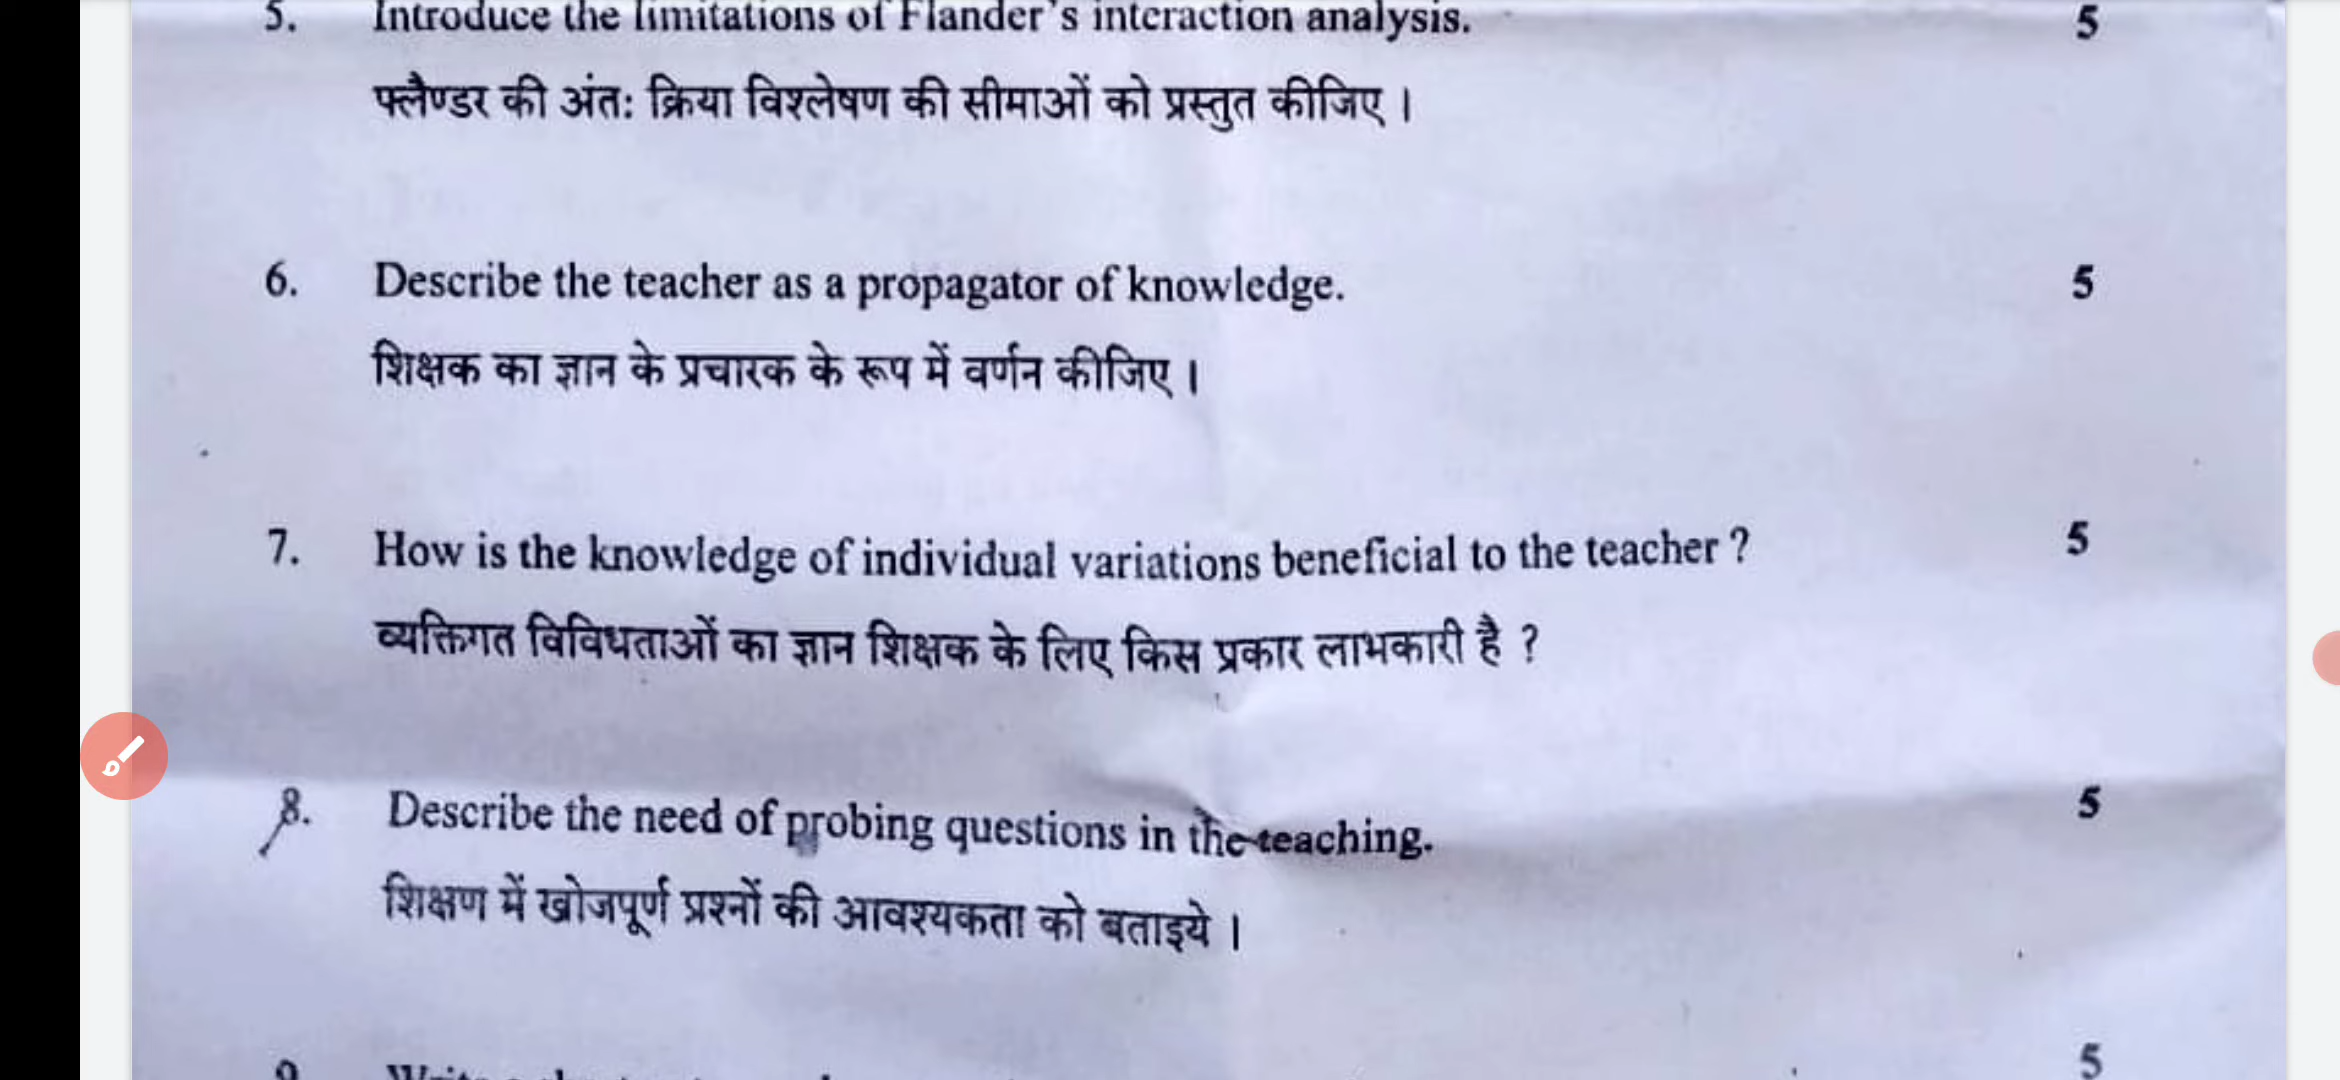 5. Introduce the limitations of Flander's interaction analysis. 5
फ्लैण्डर की अंतः क्रिया विश्लेषण की सीमाओं को प्रस्तुत कीजिए ।
6. Describe the teacher as a propagator of knowledge. 5
शिक्षक का ज्ञान के प्रचारक के रूप में वर्णन कीजिए ।
7. How is the knowledge of individual variations beneficial to the teacher ? 5
व्यक्तिगत विविधताओं का ज्ञान शिक्षक के लिए किस प्रकार लाभकारी है ?
8. Describe the need of probing questions in the teaching. 5
शिक्षण में खोजपूर्ण प्रश्नों की आवश्यकता को बताइये ।
9. Write 5